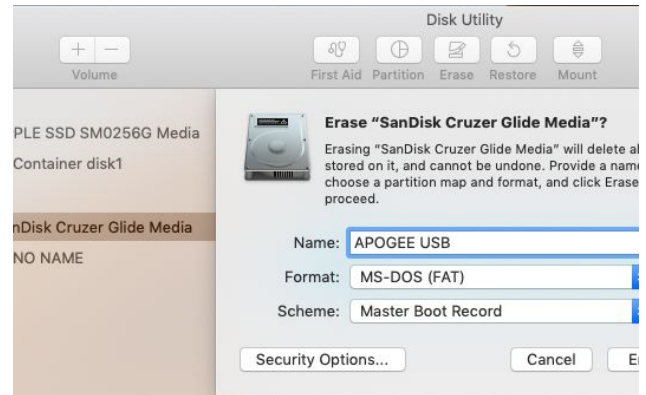 Disk Utility
+ −
Volume
First Aid Partition Erase Restore Mount
PLE SSD SM0256G Media
Container disk1
nDisk Cruzer Glide Media
NO NAME
Erase “SanDisk Cruzer Glide Media”?
Erasing “SanDisk Cruzer Glide Media” will delete al
stored on it, and cannot be undone. Provide a name
choose a partition map and format, and click Erase
proceed.
Name: APOGEE USB
Format: MS-DOS (FAT)
Scheme: Master Boot Record
Security Options... Cancel E